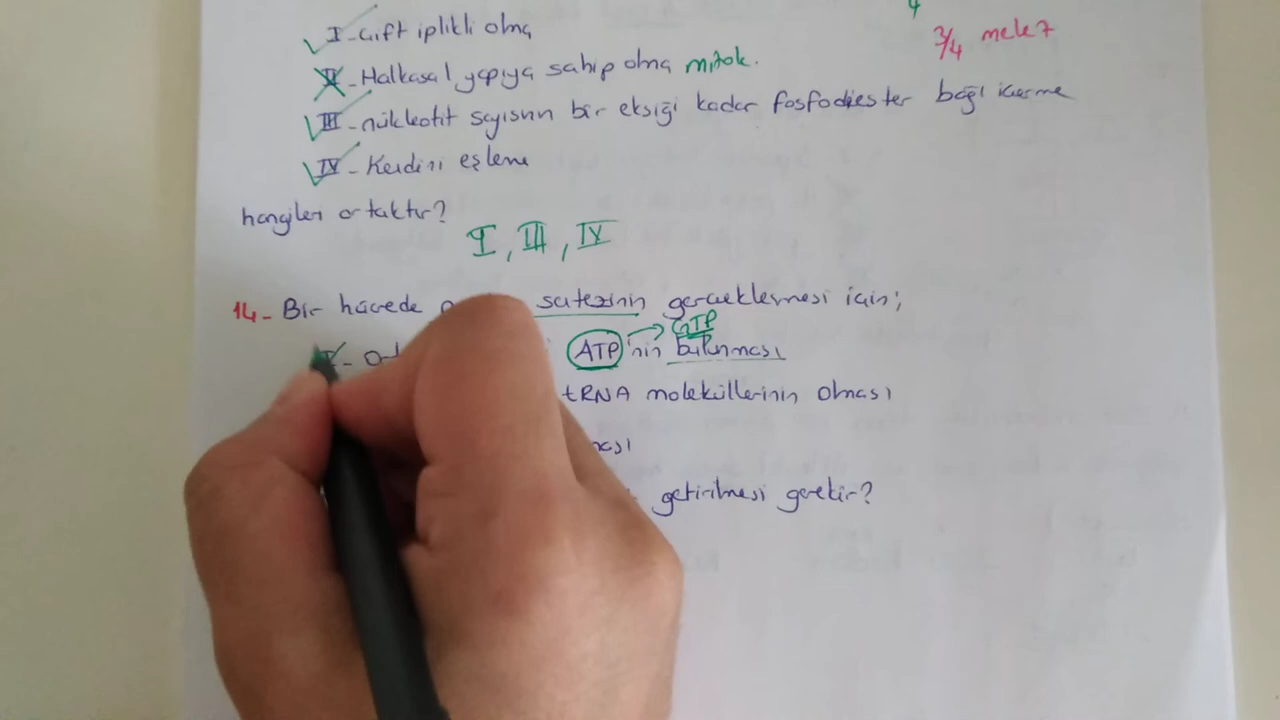 4
3/4 melez
I-Çift iplikli olma
II-Halkasal yapıya sahip olma mitok.
III-nükleotit sayısının bir eksiği kadar fosfodiester bağı içerme
IV-Kendini eşleme
hangileri ortaktır?
I, III, IV
14- Bir hücrede sentezinin gerçekleşmesi için;
GTP
I- ATP'nin bulunması
tRNA moleküllerinin olması
getirilmesi gerekir?